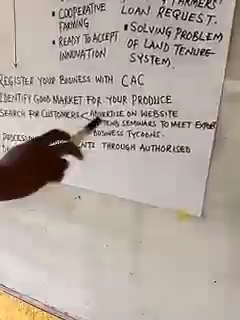 FARMERS'
• COOPERATIVE
LOAN REQUEST.
FARMING
• SOLVING PROBLEM
• READY TO ACCEPT
OF LAND TENURE-
INNOVATION
SYSTEM.
REGISTER YOUR BUSINESS WITH CAC
IDENTIFY GOOD MARKET FOR YOUR PRODUCE
SEARCH FOR CUSTOMERS ADVERTISE ON WEBSITE
SEMINARS TO MEET EXPERT
BUSINESS TYCOONS.
THROUGH AUTHORISED